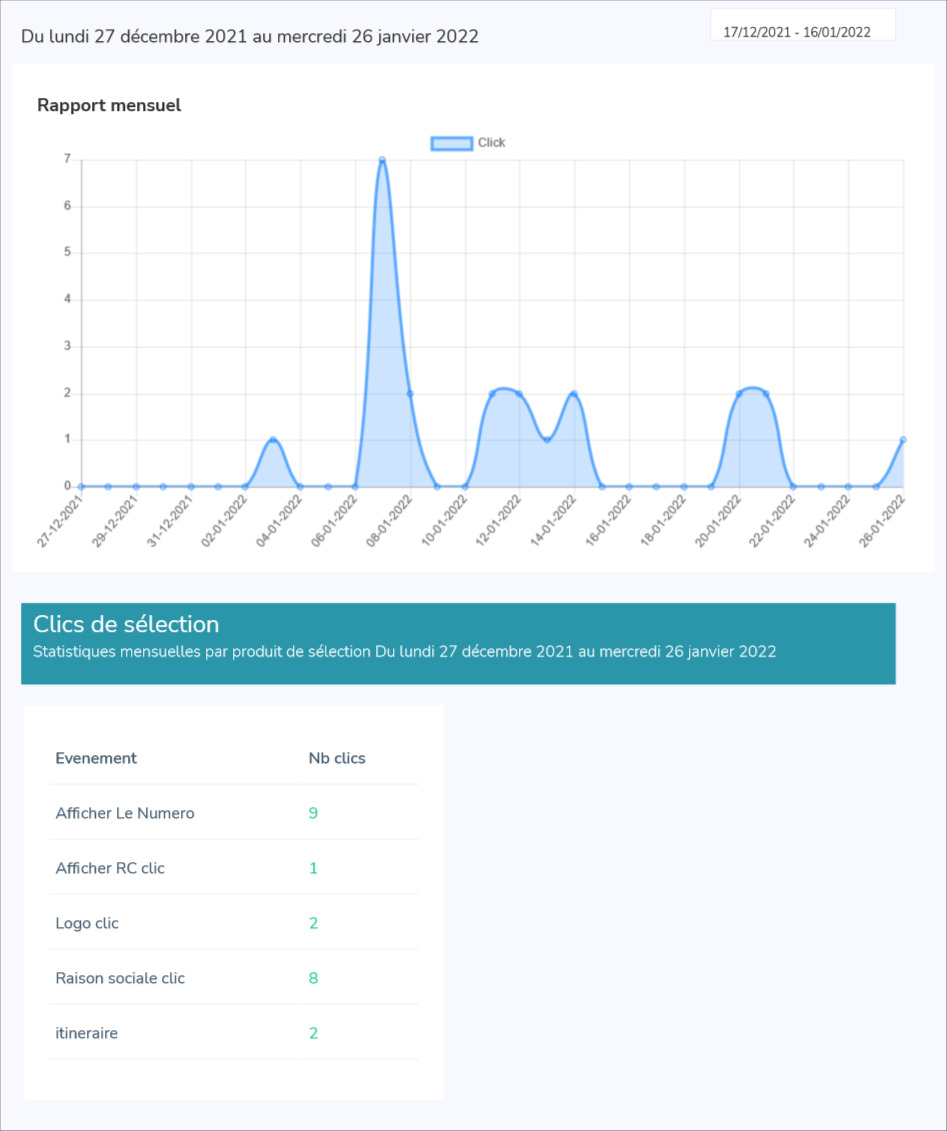 Du lundi 27 décembre 2021 au mercredi 26 janvier 2022
17/12/2021 - 16/01/2022
Rapport mensuel
Click
7
6
5
4
3
2
1
0
27-12-2021
29-12-2021
31-12-2021
02-01-2022
04-01-2022
06-01-2022
08-01-2022
10-01-2022
12-01-2022
14-01-2022
16-01-2022
18-01-2022
20-01-2022
22-01-2022
24-01-2022
26-01-2022
Clics de sélection
Statistiques mensuelles par produit de sélection Du lundi 27 décembre 2021 au mercredi 26 janvier 2022
Evenement Nb clics
Afficher Le Numero 9
Afficher RC clic 1
Logo clic 2
Raison sociale clic 8
itineraire 2